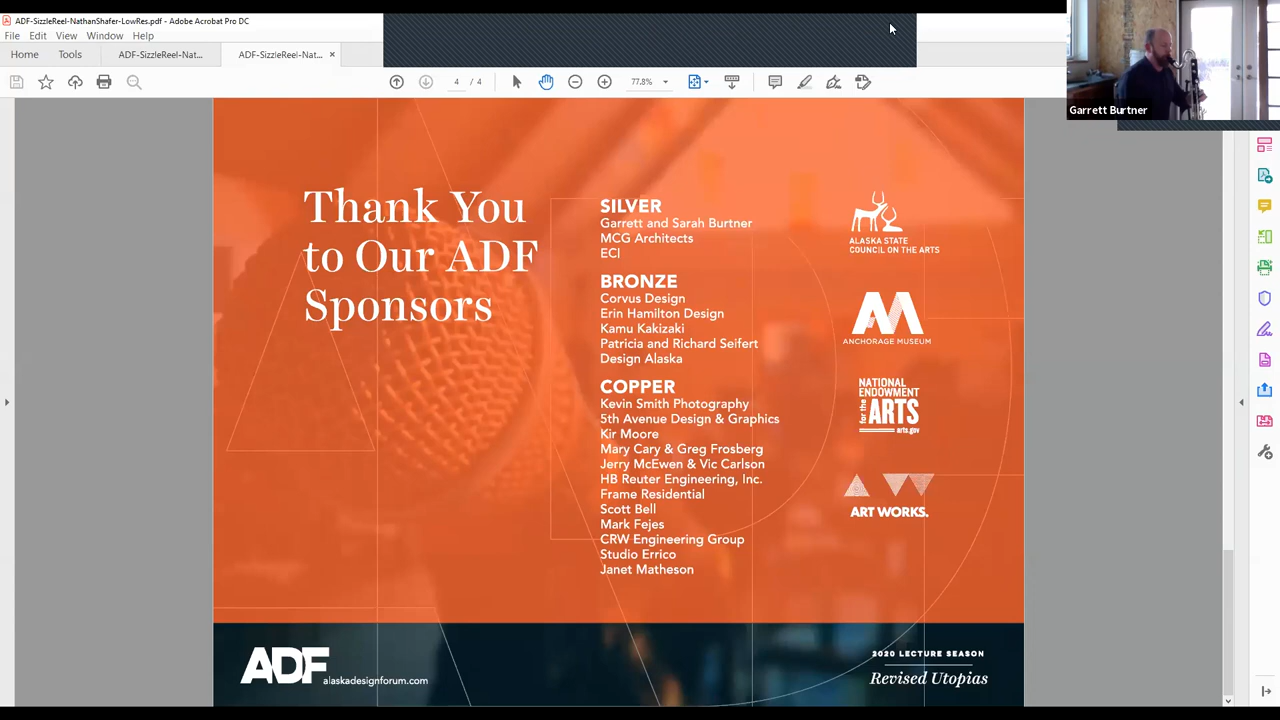 ADF-SizzleReel-NathanShafer-LowRes.pdf - Adobe Acrobat Pro DC
File Edit View Window Help
Home Tools ADF-SizzleReel-Nat... ADF-SizzleReel-Nat... ×
4 / 4 77.8%
Garrett Burtner
Thank You
to Our ADF
Sponsors
SILVER
Garrett and Sarah Burtner
MCG Architects
ECI
BRONZE
Corvus Design
Erin Hamilton Design
Kamu Kakizaki
Patricia and Richard Seifert
Design Alaska
COPPER
Kevin Smith Photography
5th Avenue Design & Graphics
Kir Moore
Mary Cary & Greg Frosberg
Jerry McEwen & Vic Carlson
HB Reuter Engineering, Inc.
Frame Residential
Scott Bell
Mark Fejes
CRW Engineering Group
Studio Errico
Janet Matheson
ALASKA STATE
COUNCIL ON THE ARTS
ANCHORAGE MUSEUM
NATIONAL
ENDOWMENT
for the ARTS
arts.gov
ART WORKS.
ADF alaskadesignforum.com
2020 LECTURE SEASON
Revised Utopias